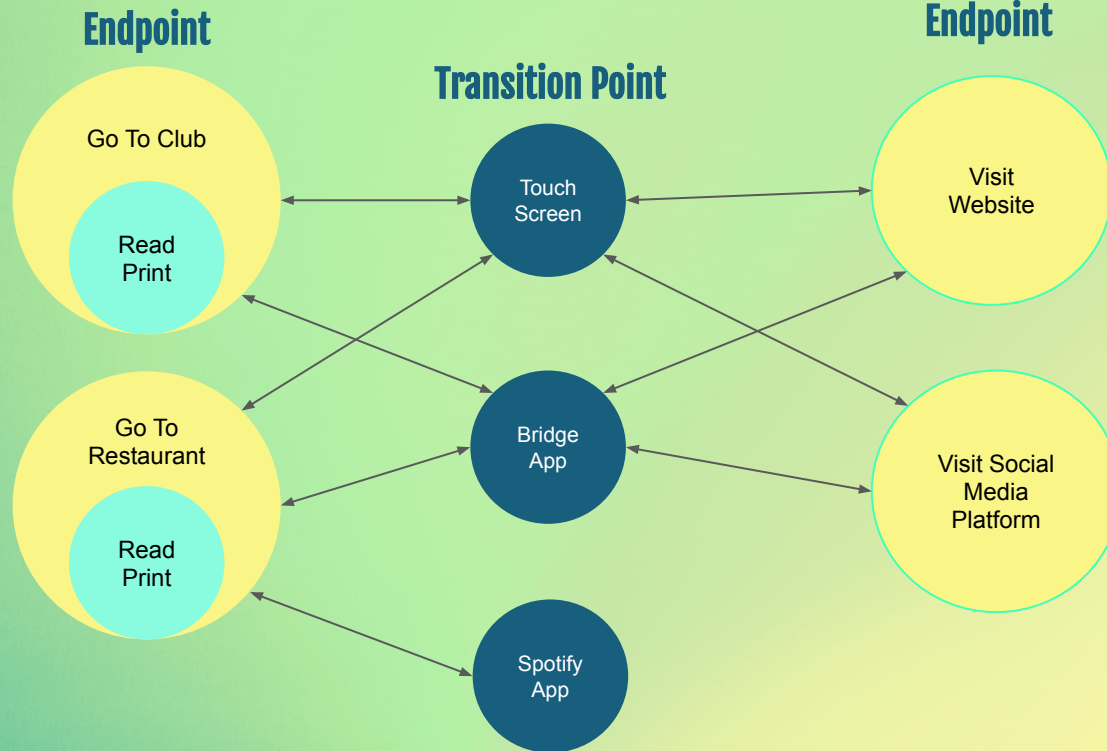 Endpoint
Go To Club
Read
Print
Go To
Restaurant
Read
Print
Transition Point
Touch
Screen
Bridge
App
Spotify
App
Endpoint
Visit
Website
Visit Social
Media
Platform